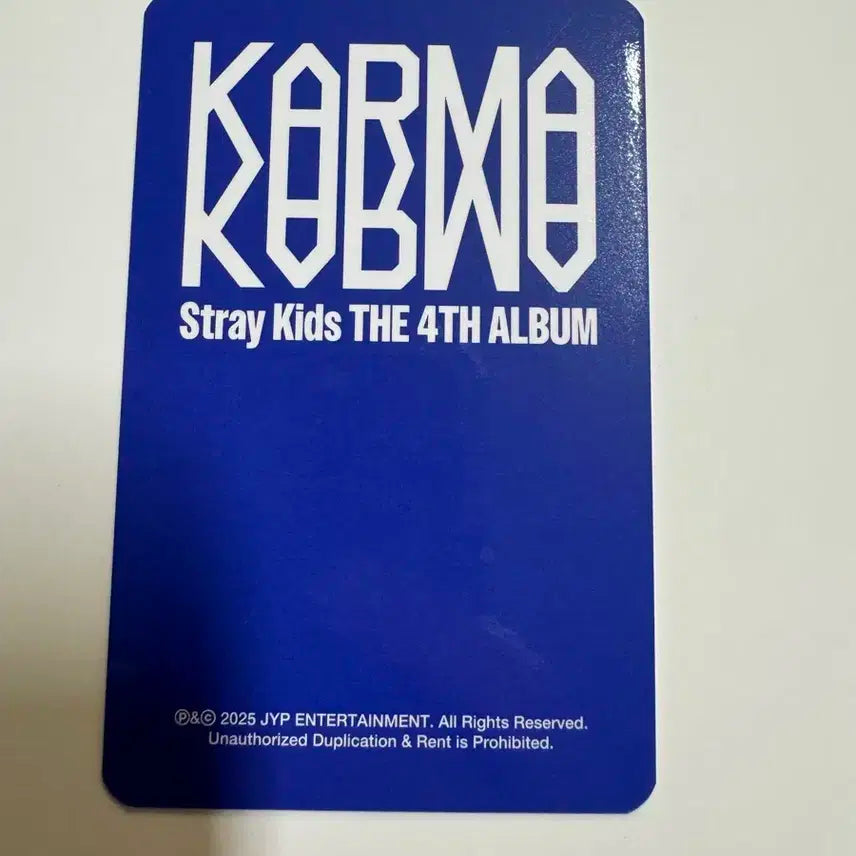 KARMA
Stray Kids THE 4TH ALBUM
℗&© 2025 JYP ENTERTAINMENT. All Rights Reserved.
Unauthorized Duplication & Rent is Prohibited.